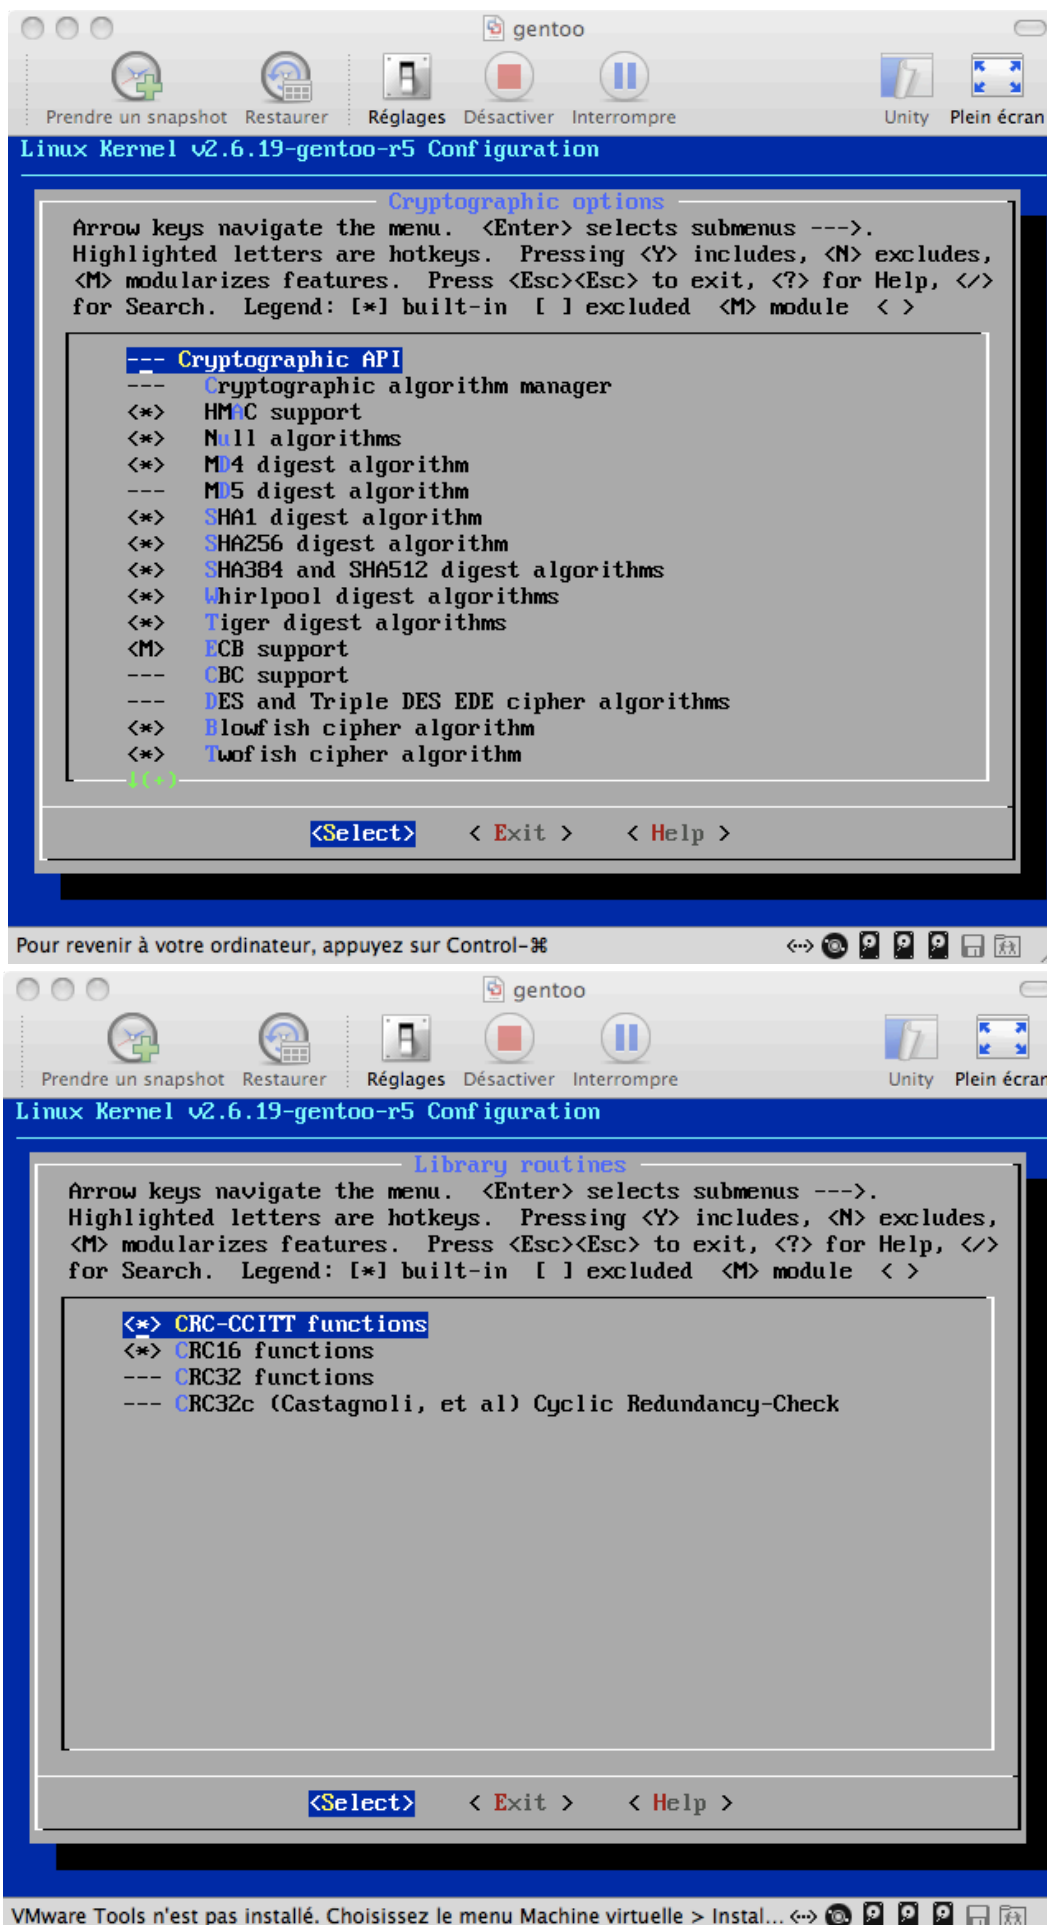 gentoo
Prendre un snapshot Restaurer Réglages Désactiver Interrompre Unity Plein écran
Linux Kernel v2.6.19-gentoo-r5 Configuration
Cryptographic options
Arrow keys navigate the menu. <Enter> selects submenus --->.
Highlighted letters are hotkeys. Pressing <Y> includes, <N> excludes,
<M> modularizes features. Press <Esc><Esc> to exit, <?> for Help, </>
for Search. Legend: [*] built-in [ ] excluded <M> module < >
--- Cryptographic API
--- Cryptographic algorithm manager
<*> HMAC support
<*> Null algorithms
<*> MD4 digest algorithm
--- MD5 digest algorithm
<*> SHA1 digest algorithm
<*> SHA256 digest algorithm
<*> SHA384 and SHA512 digest algorithms
<*> Whirlpool digest algorithms
<*> Tiger digest algorithms
<M> ECB support
--- CBC support
--- DES and Triple DES EDE cipher algorithms
<*> Blowfish cipher algorithm
<*> Twofish cipher algorithm
↓(+)
<Select> < Exit > < Help >
Pour revenir à votre ordinateur, appuyez sur Control-⌘
gentoo
Prendre un snapshot Restaurer Réglages Désactiver Interrompre Unity Plein écran
Linux Kernel v2.6.19-gentoo-r5 Configuration
Library routines
Arrow keys navigate the menu. <Enter> selects submenus --->.
Highlighted letters are hotkeys. Pressing <Y> includes, <N> excludes,
<M> modularizes features. Press <Esc><Esc> to exit, <?> for Help, </>
for Search. Legend: [*] built-in [ ] excluded <M> module < >
<*> CRC-CCITT functions
<*> CRC16 functions
--- CRC32 functions
--- CRC32c (Castagnoli, et al) Cyclic Redundancy-Check
<Select> < Exit > < Help >
VMware Tools n'est pas installé. Choisissez le menu Machine virtuelle > Instal...